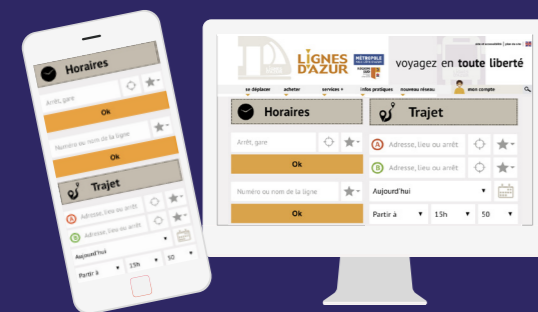 Horaires
Arrêt, gare
Ok
Numéro ou nom de la ligne
Ok
Trajet
A Adresse, lieu ou arrêt
B Adresse, lieu ou arrêt
Aujourd'hui
Partir à 15h 50
LIGNES
D'AZUR
MÉTROPOLE
voyagez en toute liberté
se déplacer acheter services + infos pratiques nouveau réseau mon compte
Horaires
Arrêt, gare
Ok
Numéro ou nom de la ligne
Ok
Trajet
A Adresse, lieu ou arrêt
B Adresse, lieu ou arrêt
Aujourd'hui
Partir à 15h 50